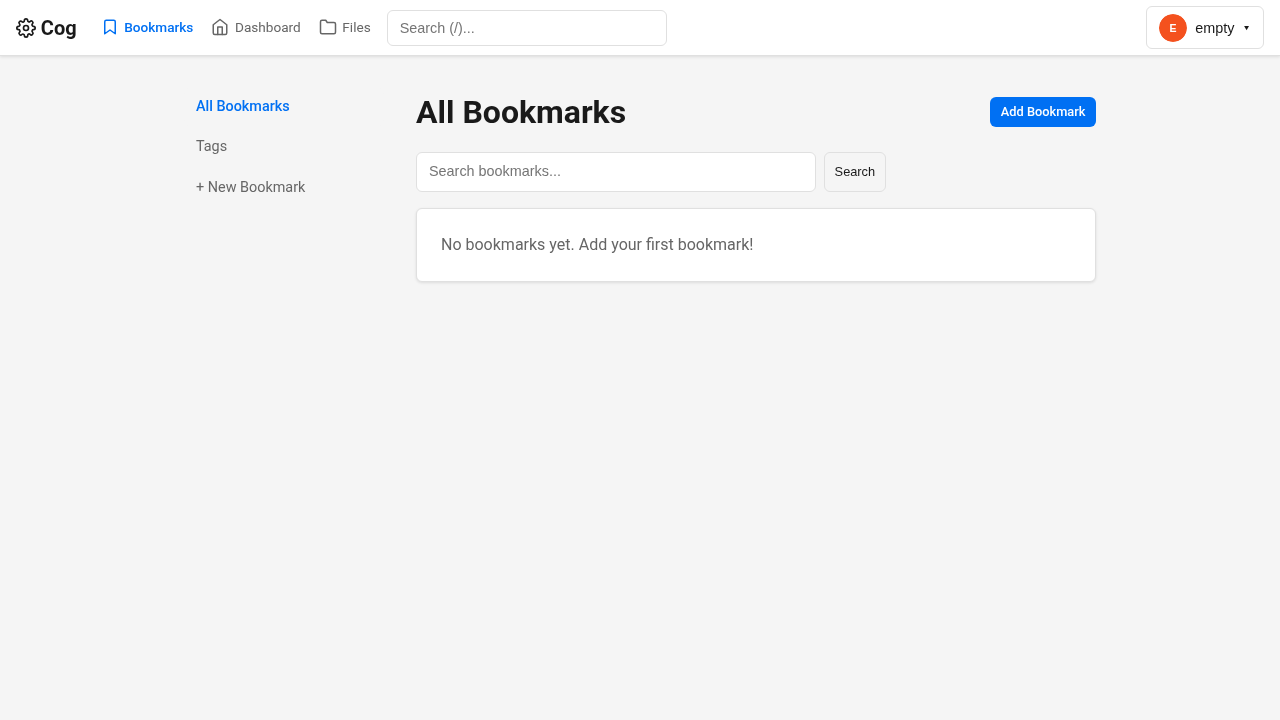 Cog Bookmarks Dashboard Files Search (/)... E empty ▾
All Bookmarks
Tags
+ New Bookmark
All Bookmarks Add Bookmark
Search bookmarks... Search
No bookmarks yet. Add your first bookmark!